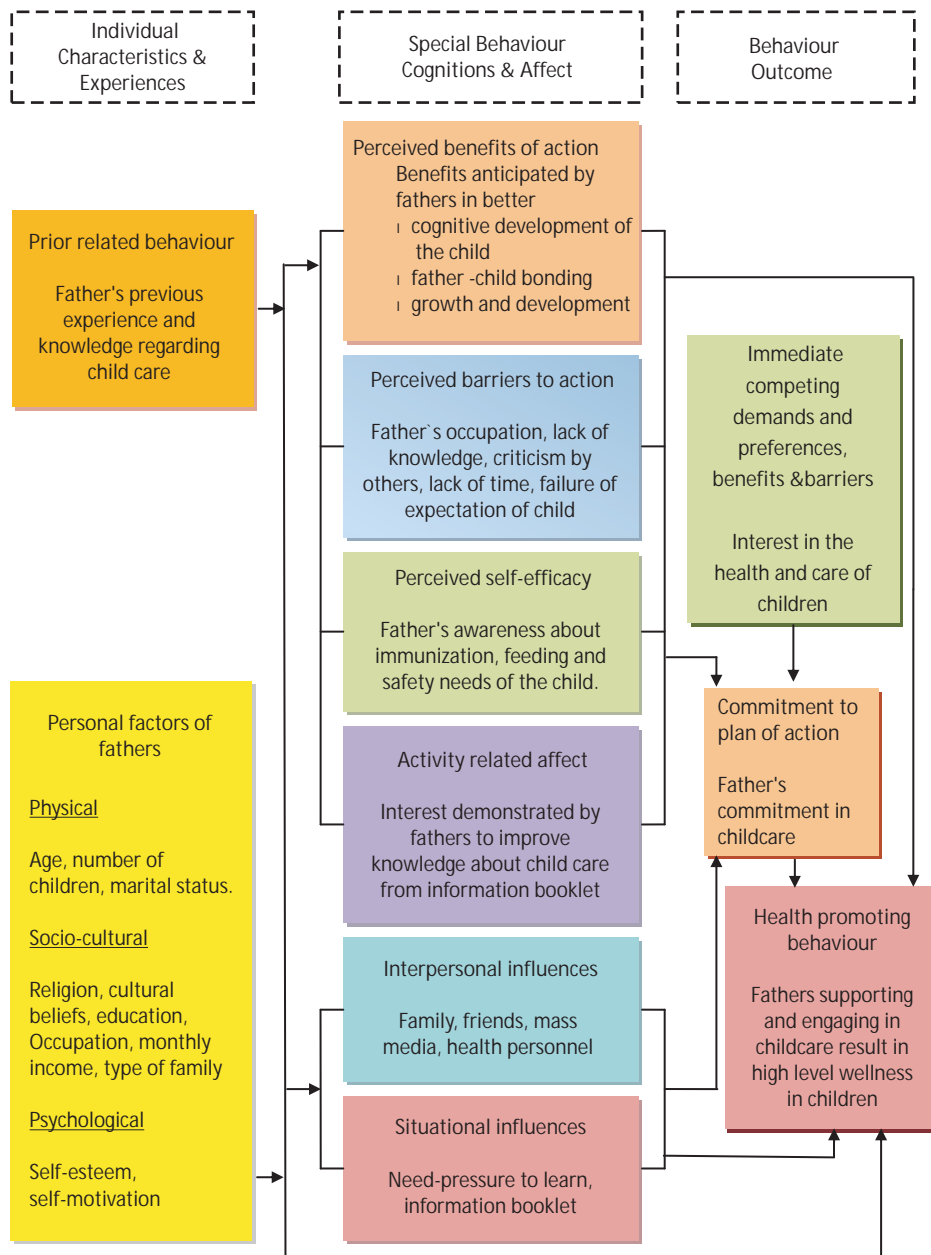 Individual
Characteristics &
Experiences
Special Behaviour
Cognitions & Affect
Behaviour
Outcome
Prior related behaviour
Father's previous
experience and
knowledge regarding
child care
Personal factors of
fathers
Physical
Age, number of
children, marital status.
Socio-cultural
Religion, cultural
beliefs, education,
Occupation, monthly
income, type of family
Psychological
Self-esteem,
self-motivation
Perceived benefits of action
Benefits anticipated by
fathers in better
ı cognitive development of
the child
ı father -child bonding
ı growth and development
Perceived barriers to action
Father`s occupation, lack of
knowledge, criticism by
others, lack of time, failure of
expectation of child
Perceived self-efficacy
Father's awareness about
immunization, feeding and
safety needs of the child.
Activity related affect
Interest demonstrated by
fathers to improve
knowledge about child care
from information booklet
Interpersonal influences
Family, friends, mass
media, health personnel
Situational influences
Need-pressure to learn,
information booklet
Immediate
competing
demands and
preferences,
benefits &barriers
Interest in the
health and care of
children
Commitment to
plan of action
Father's
commitment in
childcare
Health promoting
behaviour
Fathers supporting
and engaging in
childcare result in
high level wellness
in children